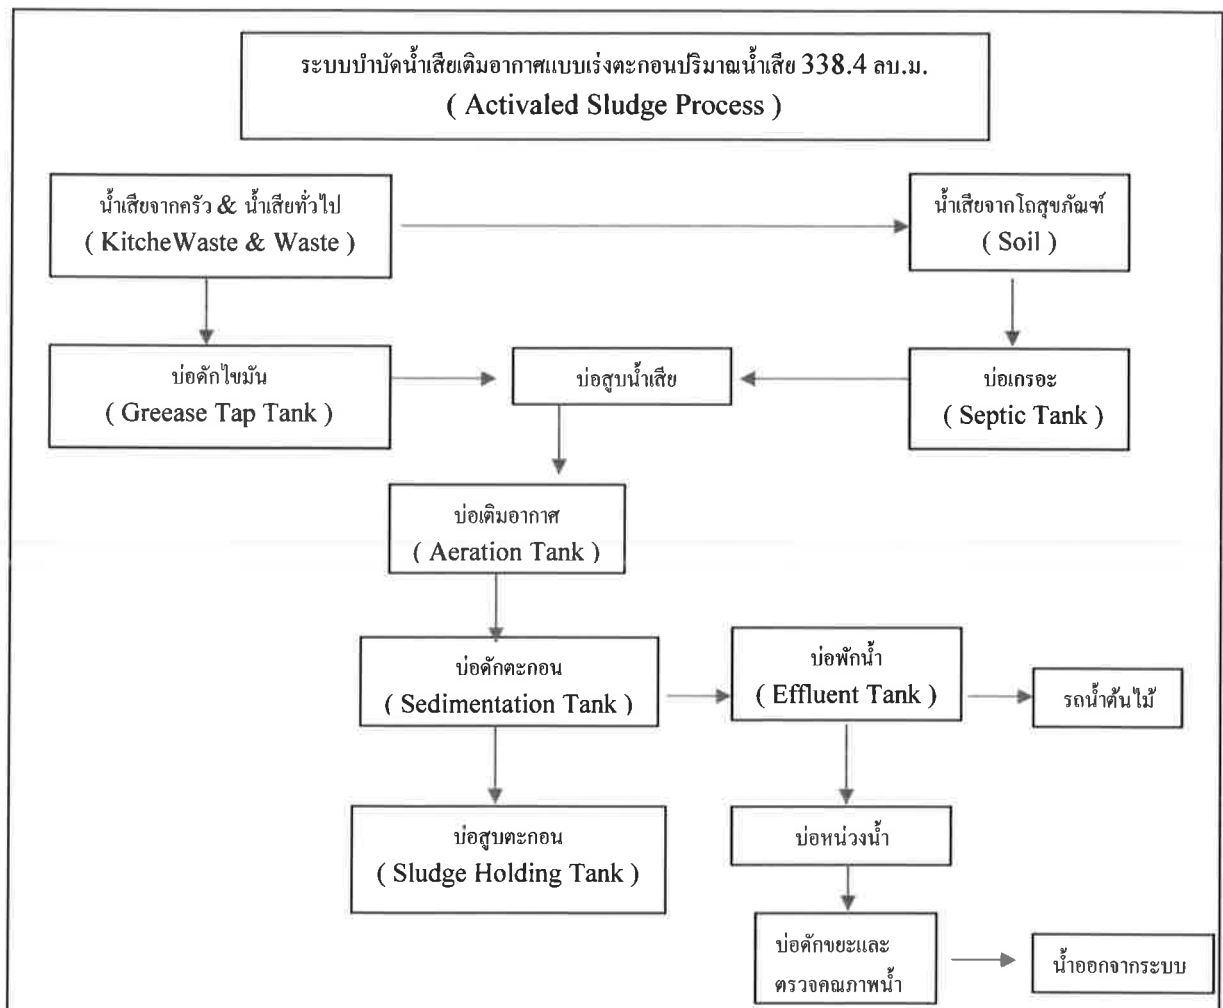 ระบบบำบัดน้ำเสียเติมอากาศแบบเร่งตะกอนปริมาณน้ำเสีย 338.4 ลบ.ม.
( Activaled Sludge Process )
น้ำเสียจากครัว & น้ำเสียทั่วไป
( KitcheWaste & Waste )
น้ำเสียจากโถสุขภัณฑ์
( Soil )
บ่อดักไขมัน
( Greease Tap Tank )
บ่อสูบน้ำเสีย
บ่อเกรอะ
( Septic Tank )
บ่อเติมอากาศ
( Aeration Tank )
บ่อดักตะกอน
( Sedimentation Tank )
บ่อพักน้ำ
( Effluent Tank )
รถน้ำต้นไม้
บ่อสูบตะกอน
( Sludge Holding Tank )
บ่อหน่วงน้ำ
บ่อดักขยะและ
ตรวจคณภาพน้ำ
น้ำออกจากระบบ